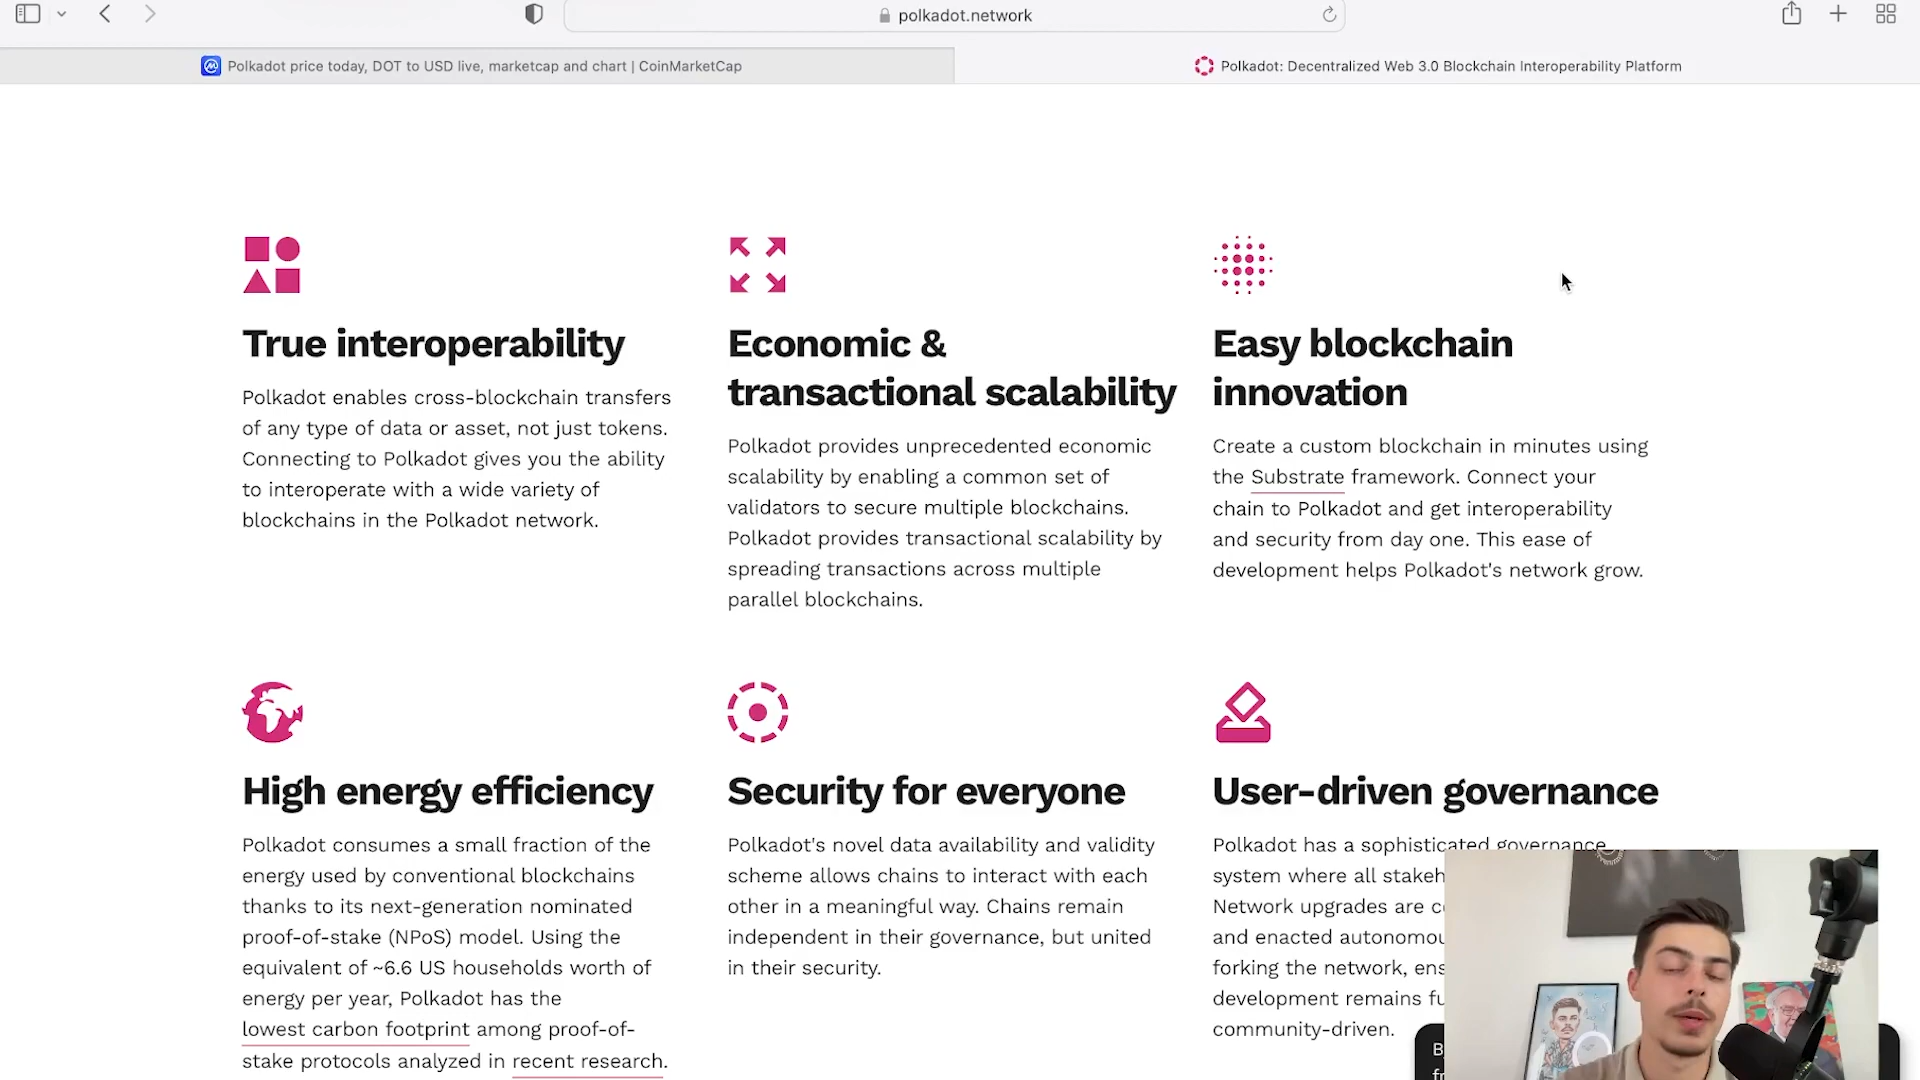 polkadot.network
Polkadot price today, DOT to USD live, marketcap and chart | CoinMarketCap
Polkadot: Decentralized Web 3.0 Blockchain Interoperability Platform
True interoperability
Polkadot enables cross-blockchain transfers
of any type of data or asset, not just tokens.
Connecting to Polkadot gives you the ability
to interoperate with a wide variety of
blockchains in the Polkadot network.
Economic &
transactional scalability
Polkadot provides unprecedented economic
scalability by enabling a common set of
validators to secure multiple blockchains.
Polkadot provides transactional scalability by
spreading transactions across multiple
parallel blockchains.
Easy blockchain
innovation
Create a custom blockchain in minutes using
the Substrate framework. Connect your
chain to Polkadot and get interoperability
and security from day one. This ease of
development helps Polkadot's network grow.
High energy efficiency
Polkadot consumes a small fraction of the
energy used by conventional blockchains
thanks to its next-generation nominated
proof-of-stake (NPoS) model. Using the
equivalent of ~6.6 US households worth of
energy per year, Polkadot has the
lowest carbon footprint among proof-of-
stake protocols analyzed in recent research.
Security for everyone
Polkadot's novel data availability and validity
scheme allows chains to interact with each
other in a meaningful way. Chains remain
independent in their governance, but united
in their security.
User-driven governance
Polkadot has a sophisticated governance
system where all
Network upgrades are
and enacted
forking the network,
development remains
community-driven.